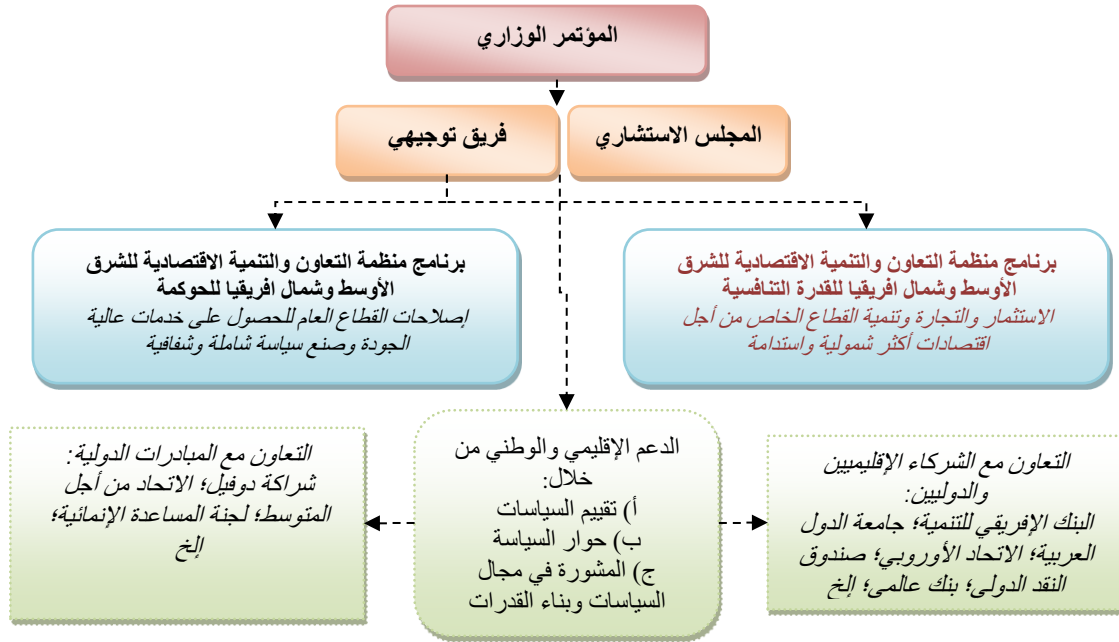 المؤتمر الوزاري
المجلس الاستشاري
فريق توجيهي
برنامج منظمة التعاون والتنمية الاقتصادية للشرق
الأوسط وشمال افريقيا للقدرة التنافسية
الاستثمار والتجارة وتنمية القطاع الخاص من أجل
اقتصادات أكثر شمولية واستدامة
برنامج منظمة التعاون والتنمية الاقتصادية للشرق
الأوسط وشمال افريقيا للحوكمة
إصلاحات القطاع العام للحصول على خدمات عالية
الجودة وصنع سياسة شاملة وشفافية
التعاون مع الشركاء الإقليميين
والدوليين:
البنك الإفريقي للتنمية؛ جامعة الدول
العربية؛ الاتحاد الأوروبي؛ صندوق
النقد الدولي؛ بنك عالمي؛ إلخ
الدعم الإقليمي والوطني من
خلال:
أ) تقييم السياسات
ب) حوار السياسة
ج) المشورة في مجال
السياسات وبناء القدرات
التعاون مع المبادرات الدولية:
شراكة دوفيل؛ الاتحاد من أجل
المتوسط؛ لجنة المساعدة الإنمائية؛
إلخ